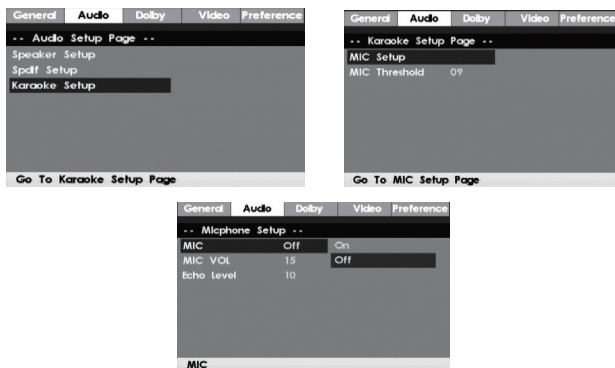 General Audio Dolby Video Preference
-- Audio Setup Page --
Speaker Setup
Spdif Setup
Karaoke Setup
Go To Karaoke Setup Page
General Audio Dolby Video Preference
-- Karaoke Setup Page --
MIC Setup
MIC Threshold 09
Go To MIC Setup Page
General Audio Dolby Video Preference
-- Micphone Setup --
MIC Off On
MIC VOL 15 Off
Echo Level 10
MIC